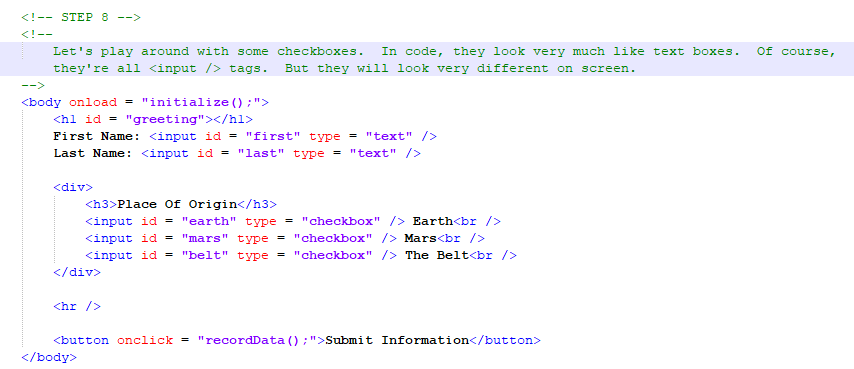 <!-- STEP 8 -->
<!--
Let's play around with some checkboxes.  In code, they look very much like text boxes.  Of course,
they're all <input /> tags.  But they will look very different on screen.
-->
<body onload = "initialize();">
<h1 id = "greeting"></h1>
First Name: <input id = "first" type = "text" />
Last Name: <input id = "last" type = "text" />
<div>
<h3>Place Of Origin</h3>
<input id = "earth" type = "checkbox" /> Earth<br />
<input id = "mars" type = "checkbox" /> Mars<br />
<input id = "belt" type = "checkbox" /> The Belt<br />
</div>
<hr />
<button onclick = "recordData();">Submit Information</button>
</body>